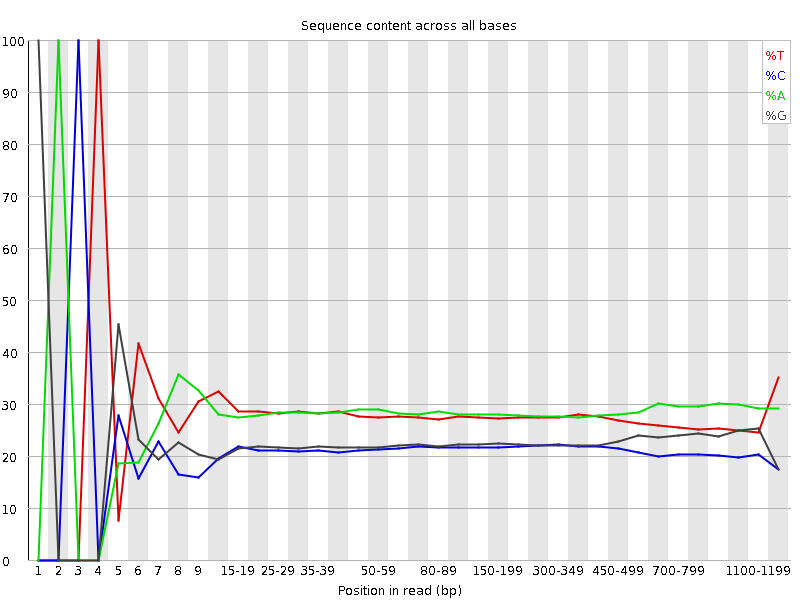 Sequence content across all bases
%T
%C
%A
%G
100
90
80
70
60
50
40
30
20
10
0
1 2 3 4 5 6 7 8 9 15-19 25-29 35-39 50-59 80-89 150-199 300-349 450-499 700-799 1100-1199
Position in read (bp)